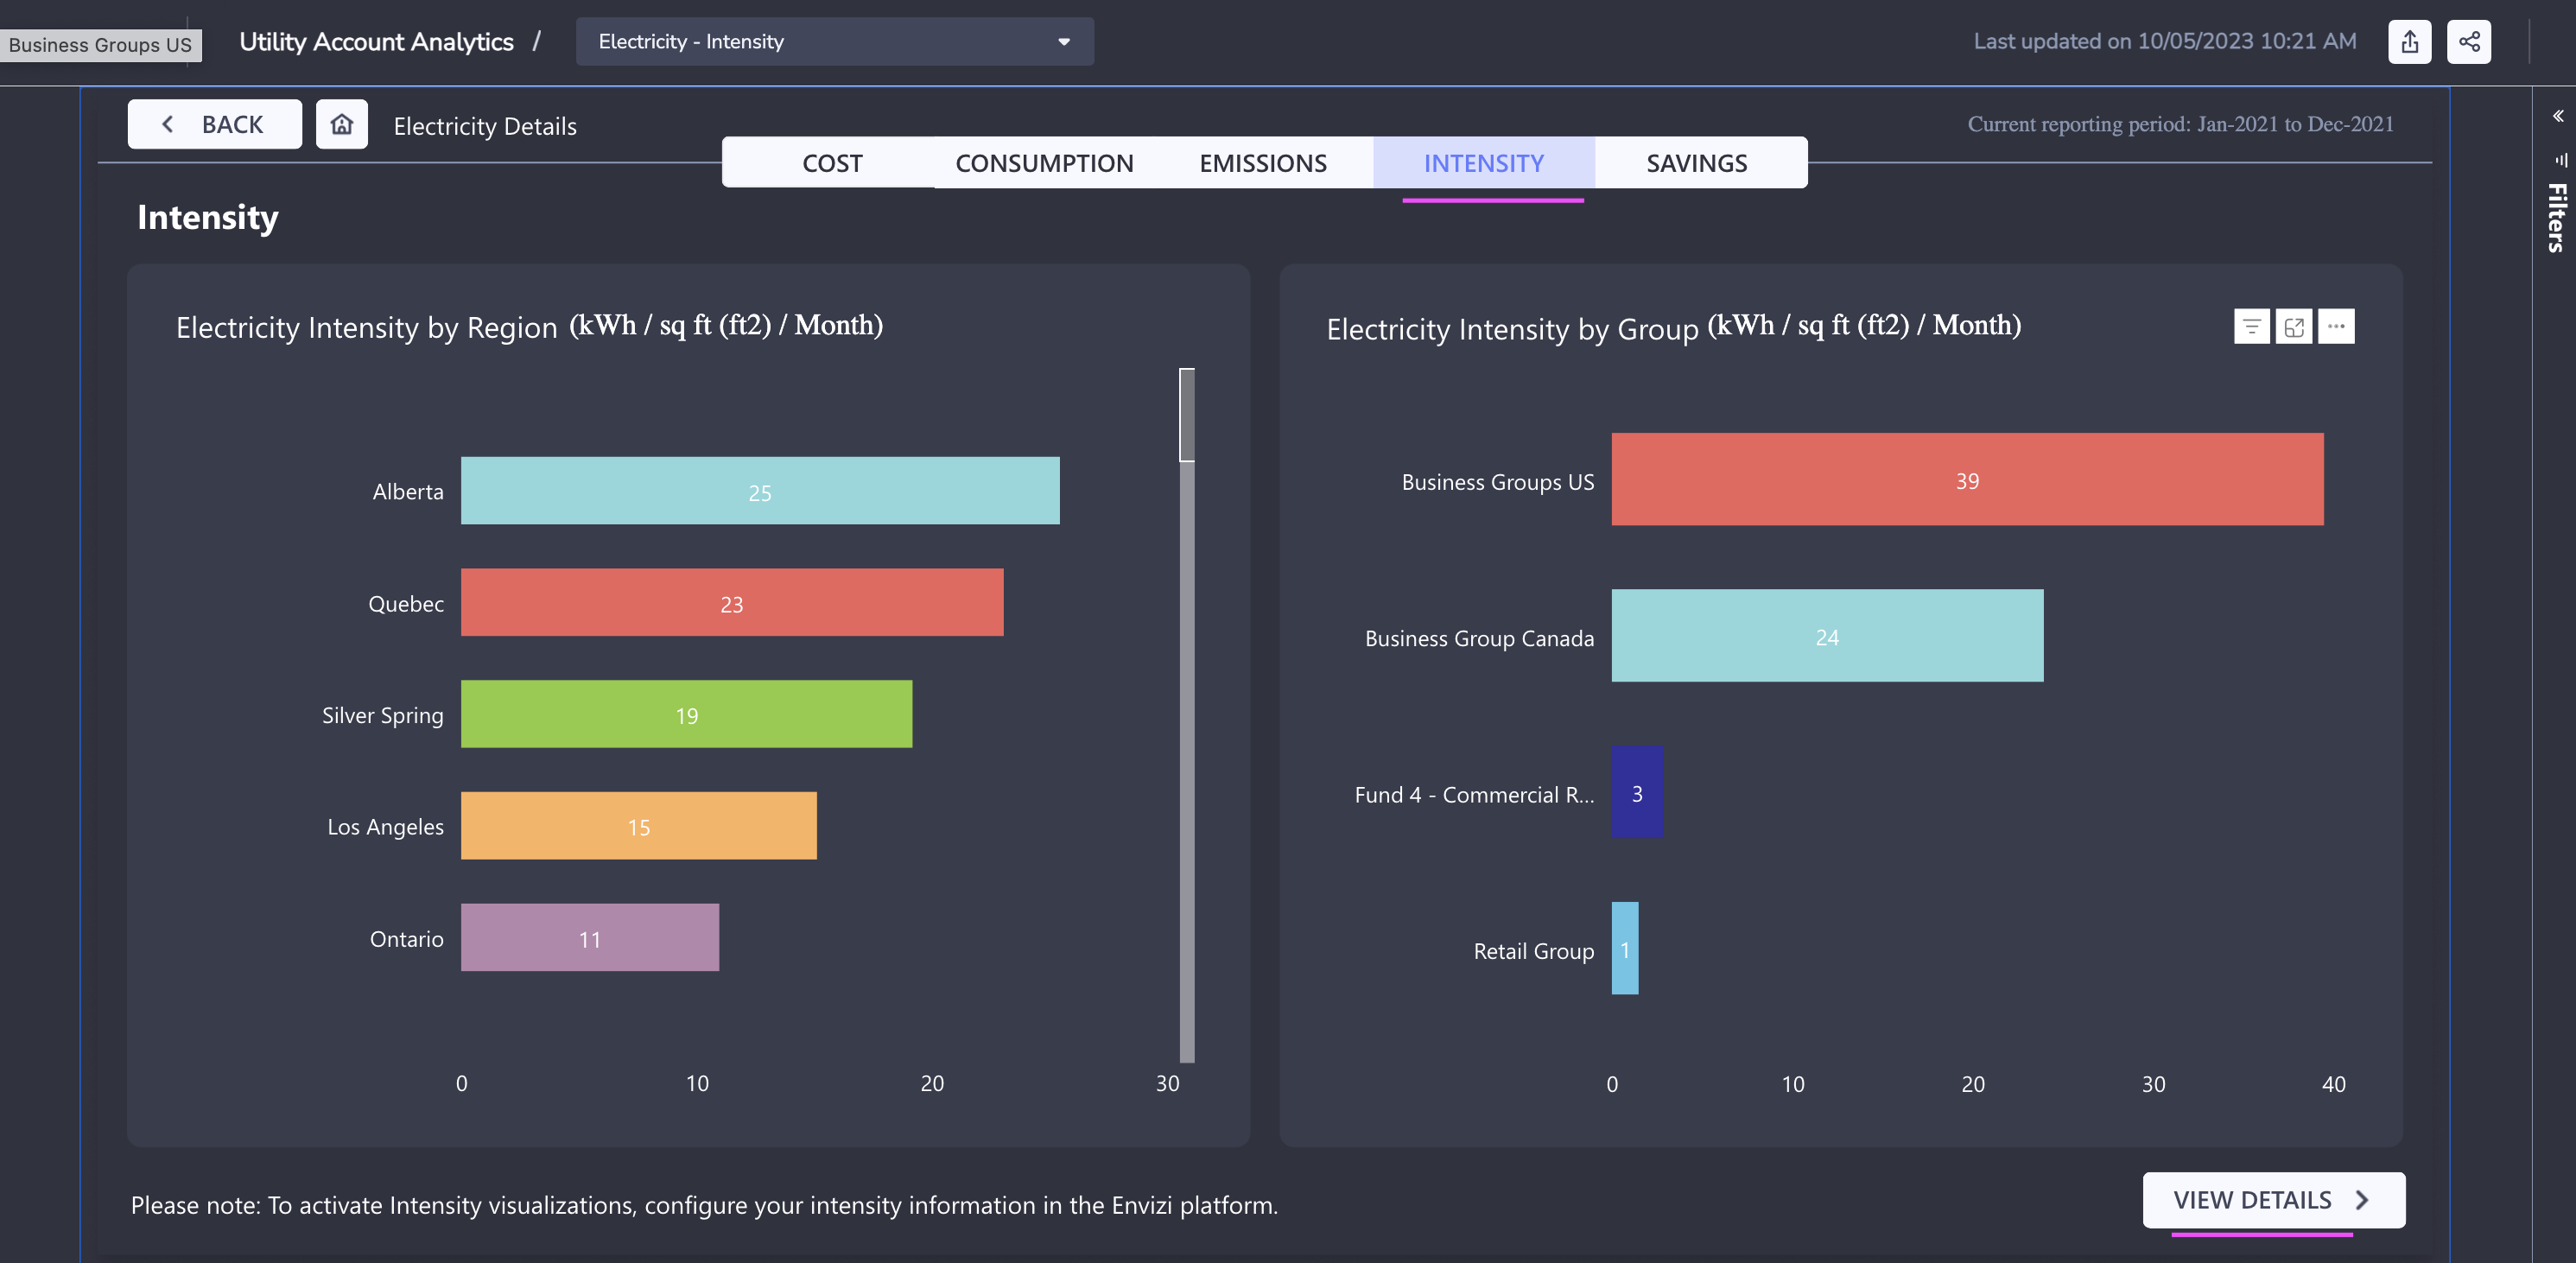 Business Groups US
Utility Account Analytics /
Electricity - Intensity
Last updated on 10/05/2023 10:21 AM
BACK
Electricity Details
Current reporting period: Jan-2021 to Dec-2021
COST
CONSUMPTION
EMISSIONS
INTENSITY
SAVINGS
Filters
Intensity
Electricity Intensity by Region (kWh / sq ft (ft2) / Month)
Alberta 25
Quebec 23
Silver Spring 19
Los Angeles 15
Ontario 11
0 10 20 30
Electricity Intensity by Group (kWh / sq ft (ft2) / Month)
Business Groups US 39
Business Group Canada 24
Fund 4 - Commercial R... 3
Retail Group 1
0 10 20 30 40
Please note: To activate Intensity visualizations, configure your intensity information in the Envizi platform.
VIEW DETAILS